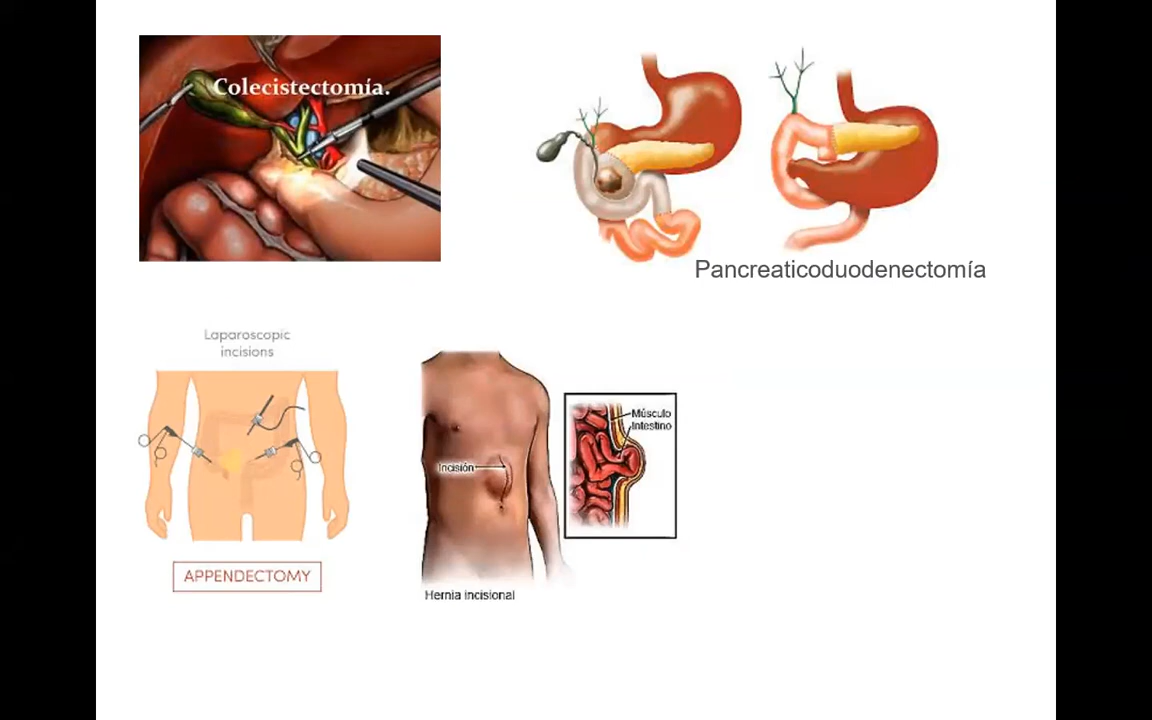 Colecistectomía.
Pancreaticoduodenectomía
Laparoscopic
incisions
APPENDECTOMY
Incisión
Músculo
Intestino
Hernia incisional